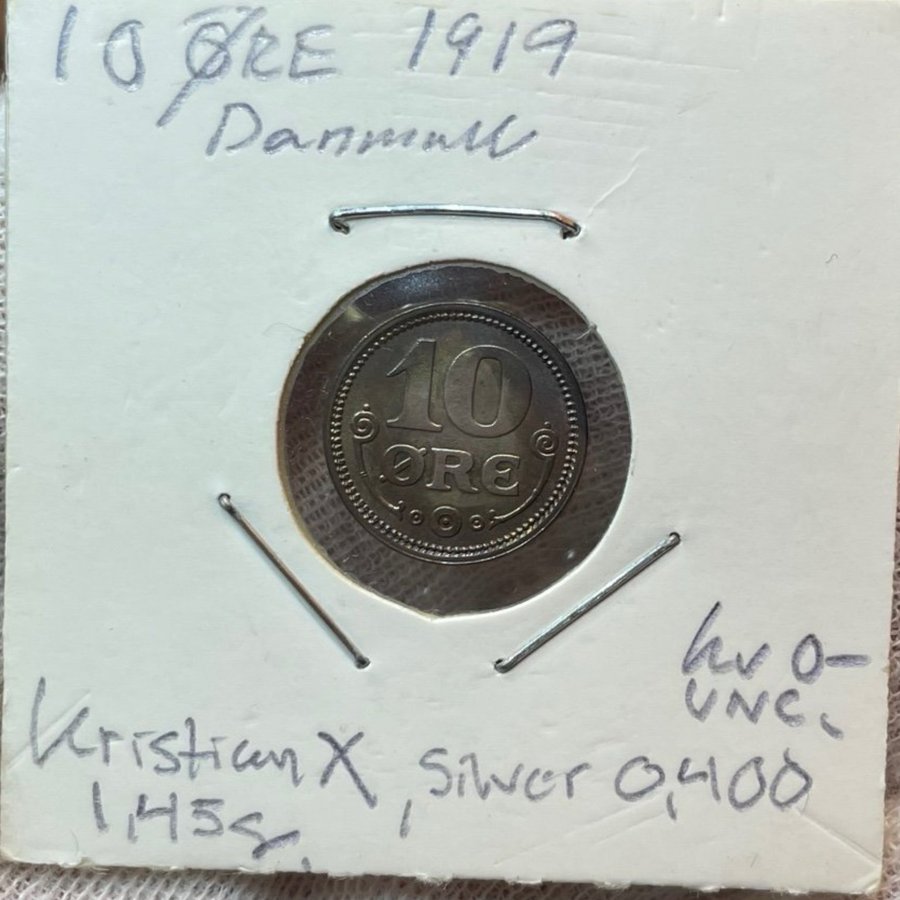 10 ØRE 1919
Danmark
10
ØRE
kv 0-
UNC.
Kristian X, Silver 0,400
1,45g.